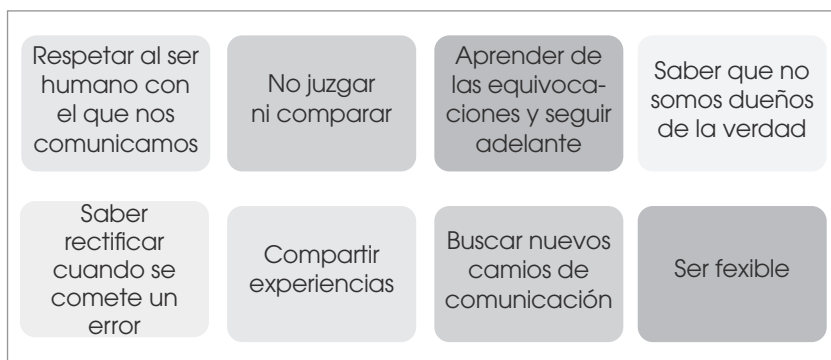 Respetar al ser
humano con
el que nos
comunicamos
No juzgar
ni comparar
Aprender de
las equivoca-
ciones y seguir
adelante
Saber que no
somos dueños
de la verdad
Saber
rectificar
cuando se
comete un
error
Compartir
experiencias
Buscar nuevos
camios de
comunicación
Ser fexible